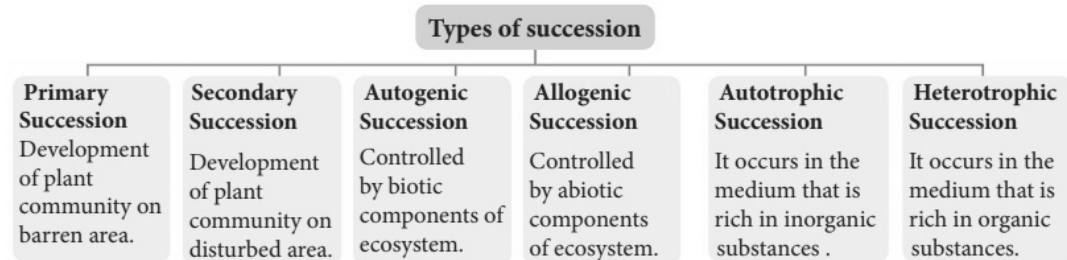 Types of succession
Primary
Succession
Development
of plant
community on
barren area.
Secondary
Succession
Development
of plant
community on
disturbed area.
Autogenic
Succession
Controlled
by biotic
components of
ecosystem.
Allogenic
Succession
Controlled
by abiotic
components
of ecosystem.
Autotrophic
Succession
It occurs in the
medium that is
rich in inorganic
substances .
Heterotrophic
Succession
It occurs in the
medium that is
rich in organic
substances.